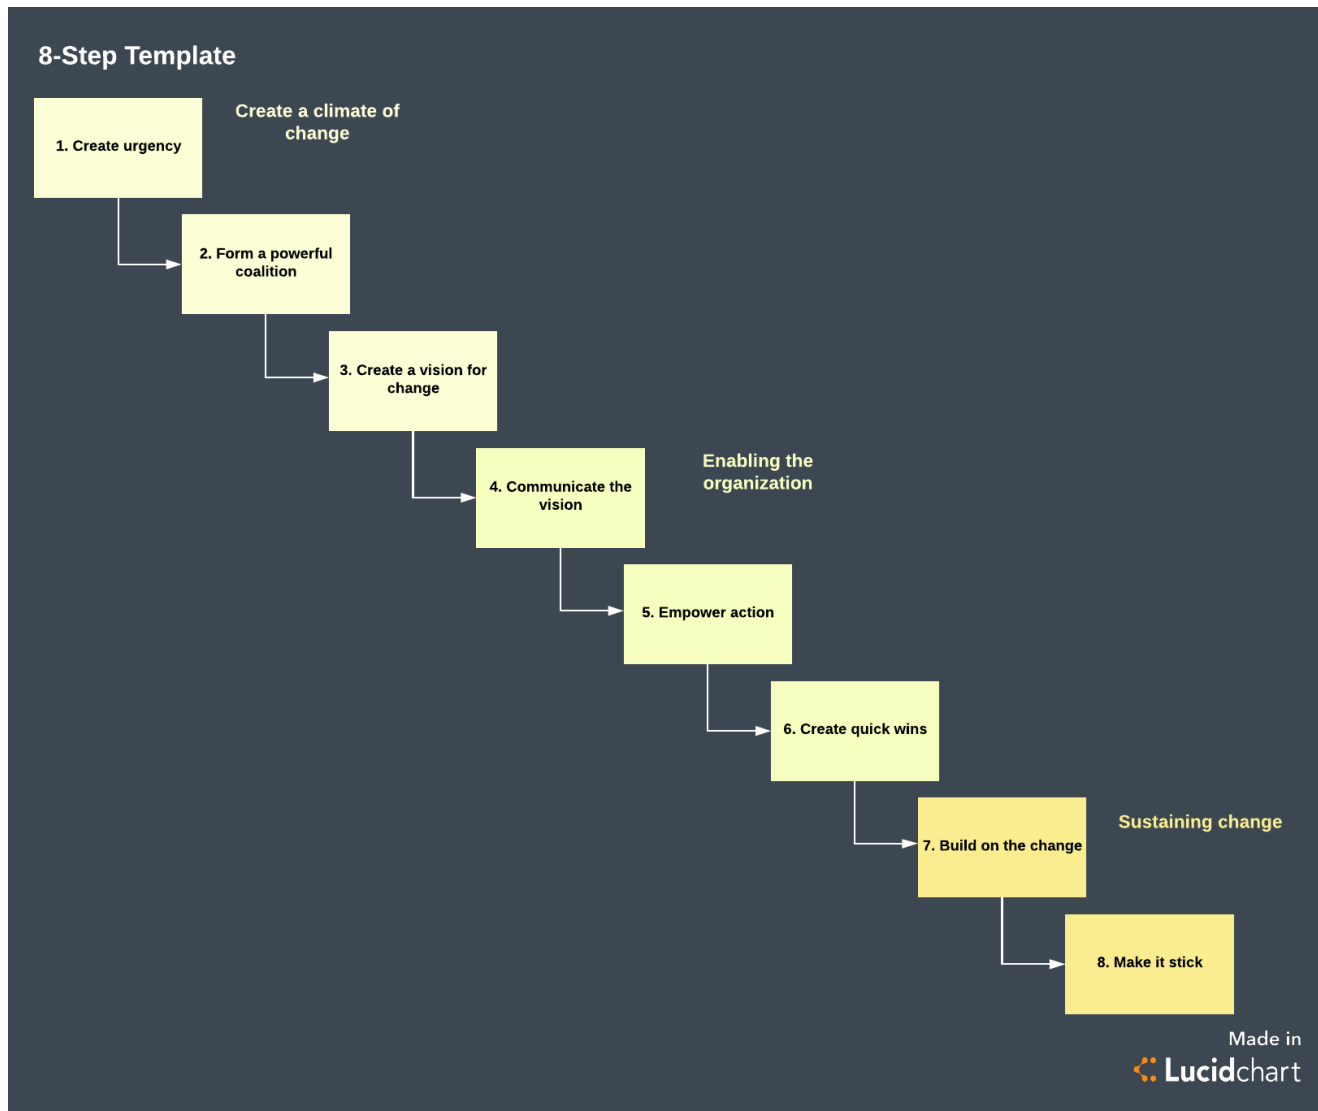 8-Step Template
Create a climate of
change
1. Create urgency
2. Form a powerful
coalition
3. Create a vision for
change
Enabling the
organization
4. Communicate the
vision
5. Empower action
6. Create quick wins
Sustaining change
7. Build on the change
8. Make it stick
Made in
Lucidchart